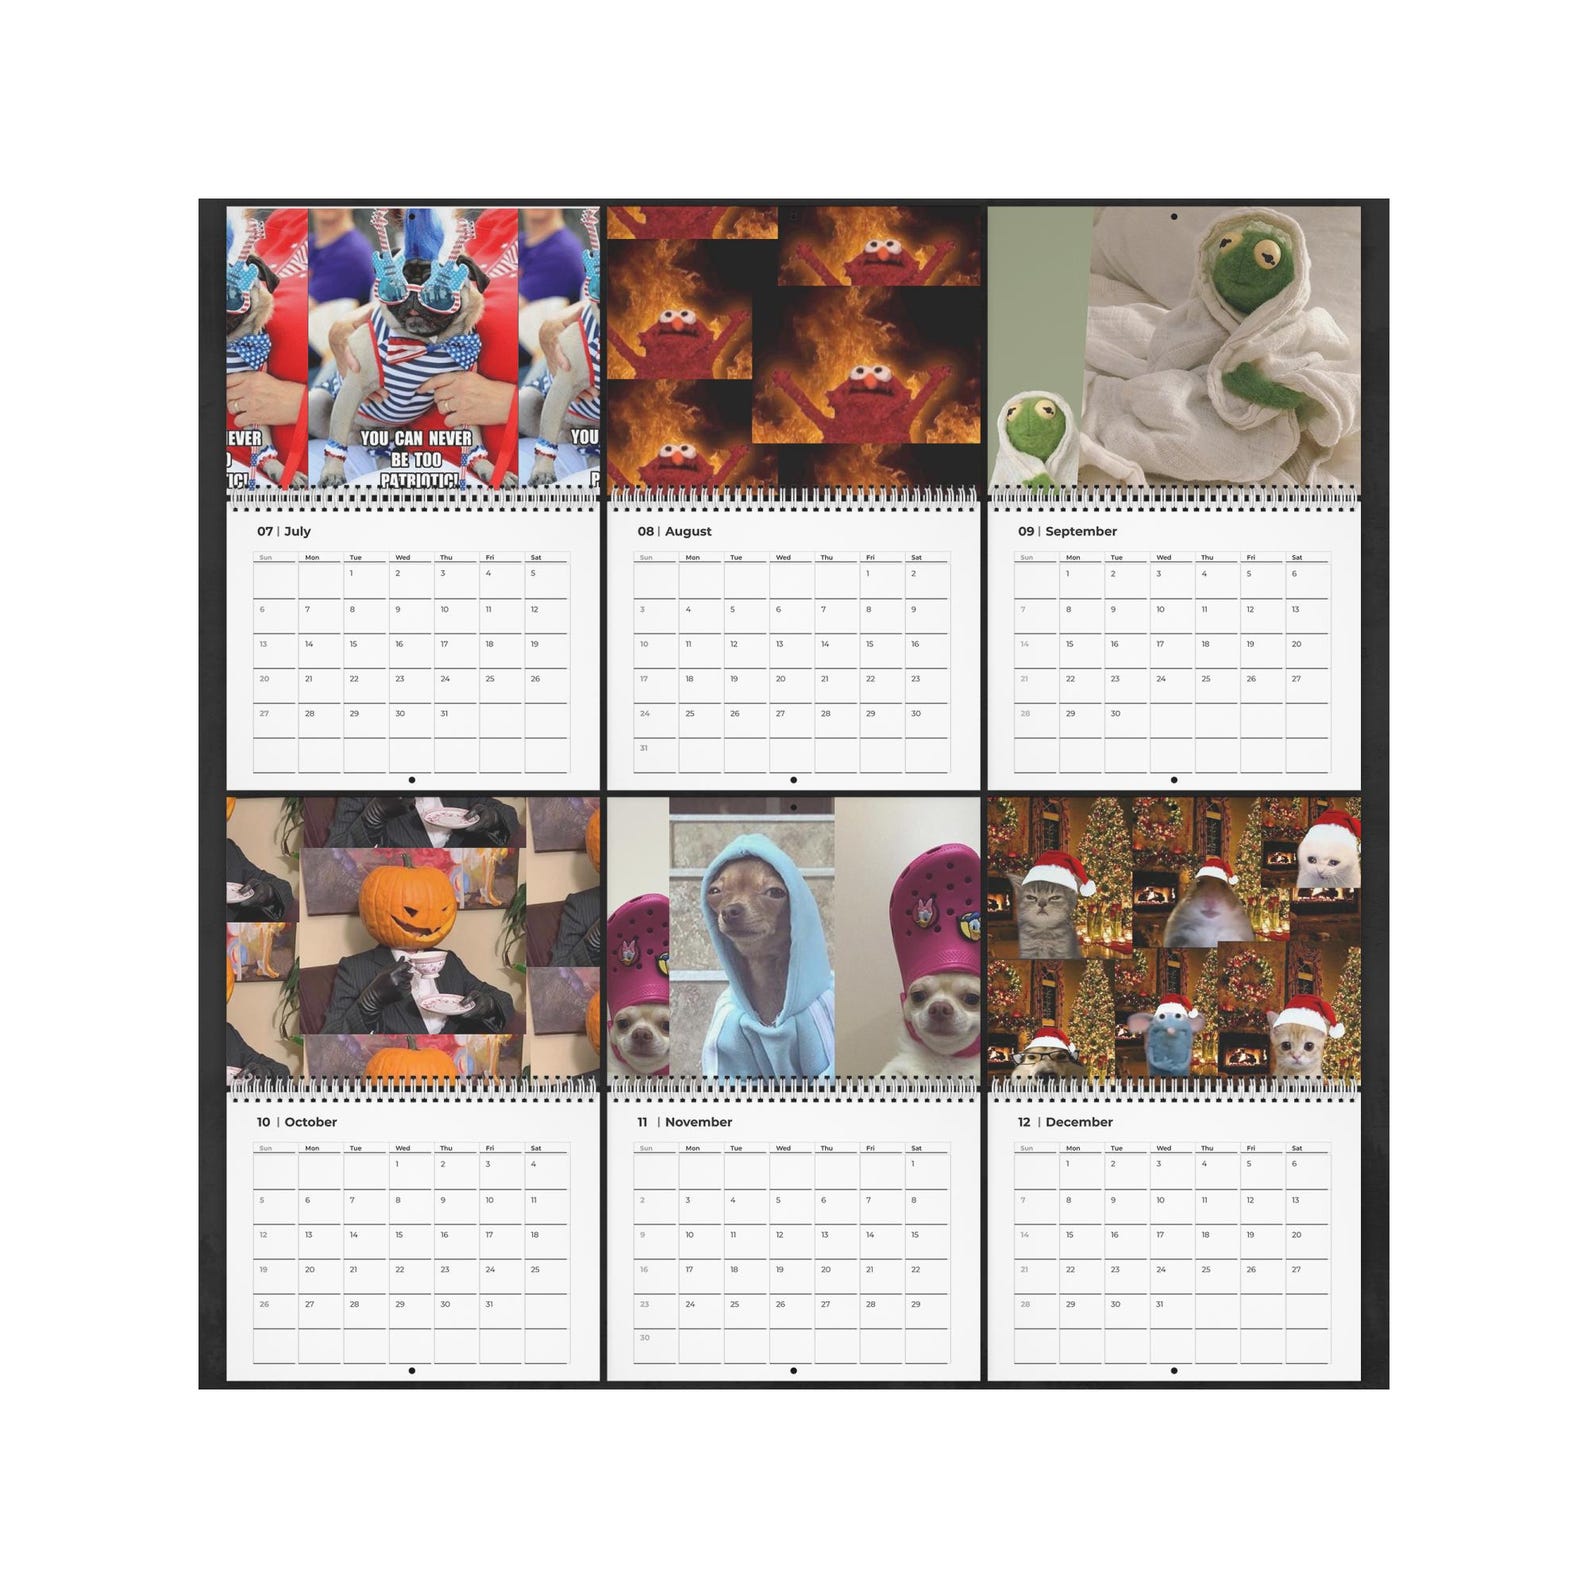 EVER
IC!
YOU CAN NEVER
BE TOO
PATRIOTIC!
YOU
P
07 | July
Sun Mon Tue Wed Thu Fri Sat
1 2 3 4 5
6 7 8 9 10 11 12
13 14 15 16 17 18 19
20 21 22 23 24 25 26
27 28 29 30 31
08 | August
Sun Mon Tue Wed Thu Fri Sat
1 2
3 4 5 6 7 8 9
10 11 12 13 14 15 16
17 18 19 20 21 22 23
24 25 26 27 28 29 30
31
09 | September
Sun Mon Tue Wed Thu Fri Sat
1 2 3 4 5 6
7 8 9 10 11 12 13
14 15 16 17 18 19 20
21 22 23 24 25 26 27
28 29 30
10 | October
Sun Mon Tue Wed Thu Fri Sat
1 2 3 4
5 6 7 8 9 10 11
12 13 14 15 16 17 18
19 20 21 22 23 24 25
26 27 28 29 30 31
11 | November
Sun Mon Tue Wed Thu Fri Sat
1
2 3 4 5 6 7 8
9 10 11 12 13 14 15
16 17 18 19 20 21 22
23 24 25 26 27 28 29
30
12 | December
Sun Mon Tue Wed Thu Fri Sat
1 2 3 4 5 6
7 8 9 10 11 12 13
14 15 16 17 18 19 20
21 22 23 24 25 26 27
28 29 30 31